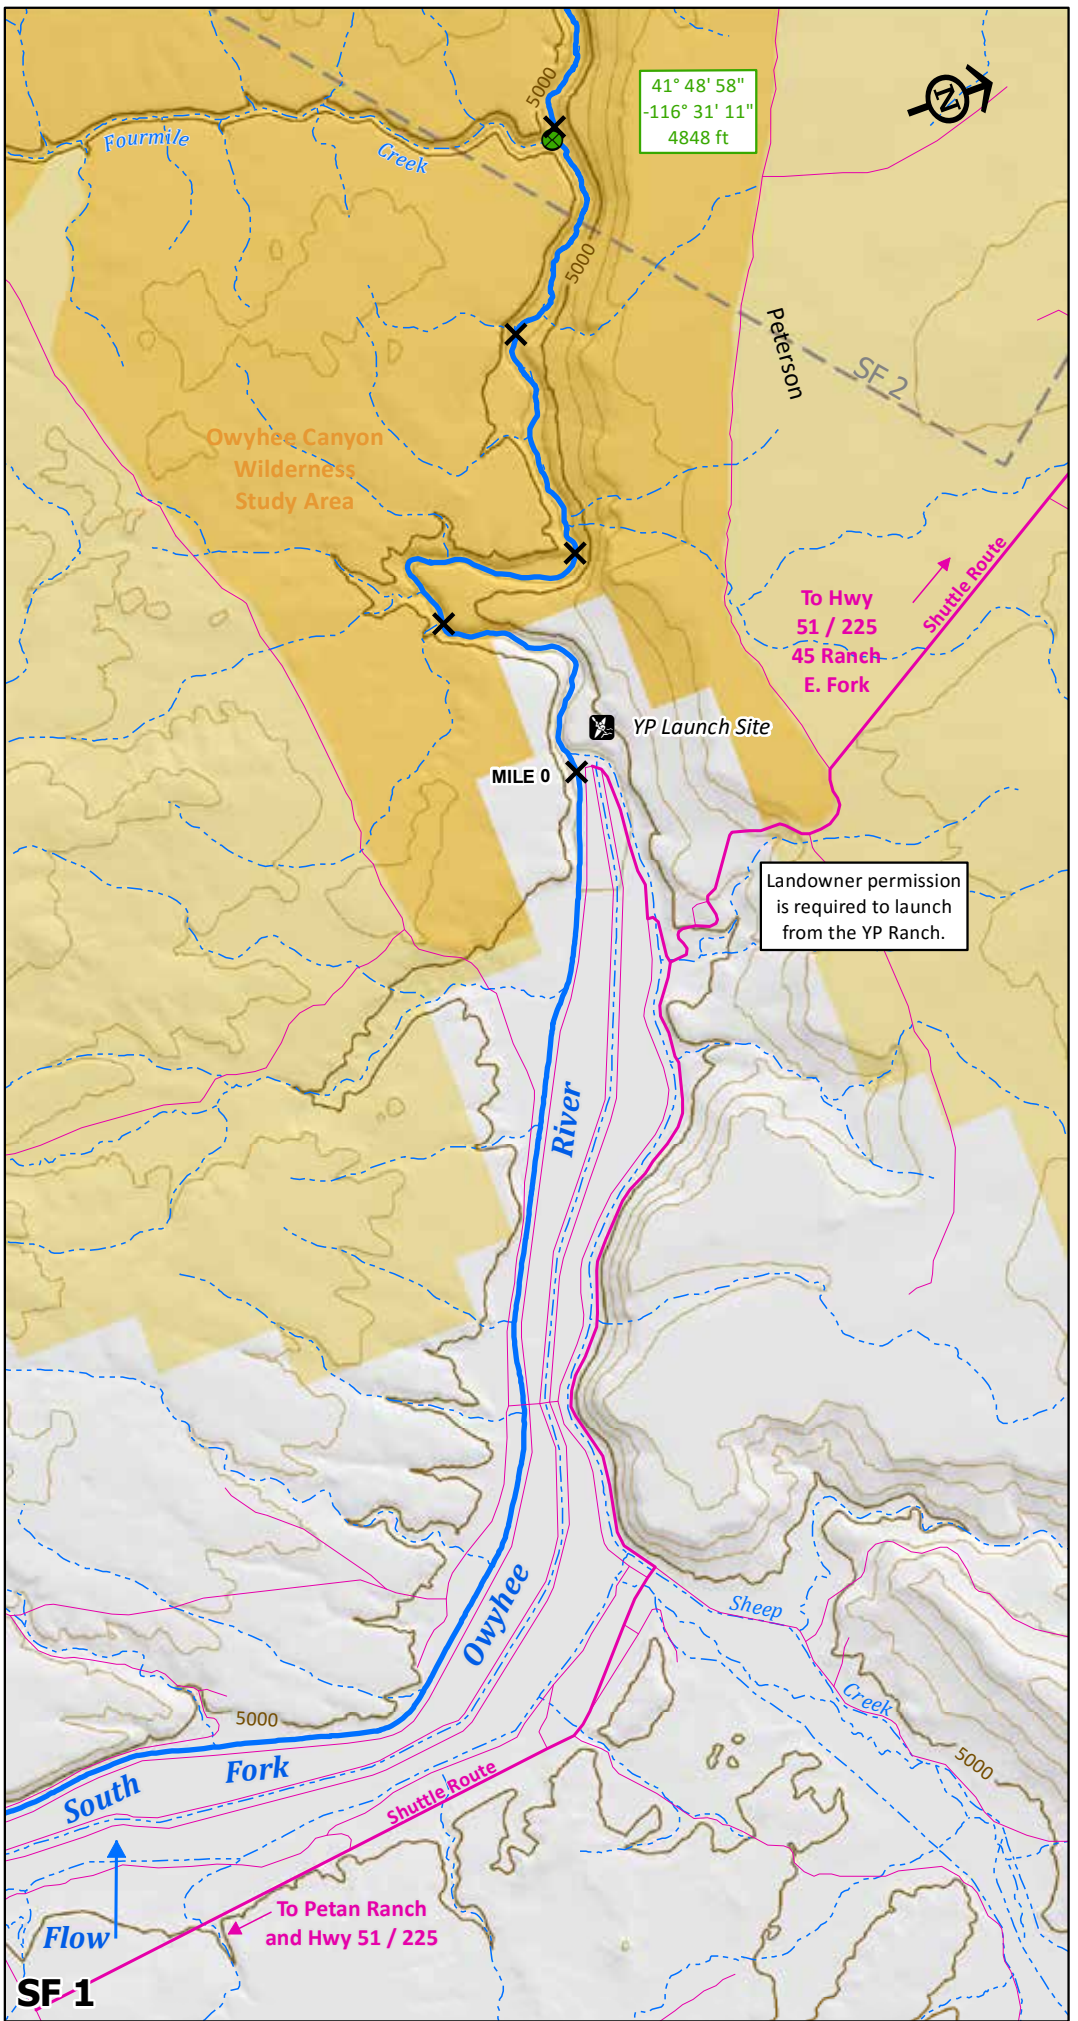 5000
41° 48' 58"
-116° 31' 11"
4848 ft
N
Fourmile
Creek
5000
Peterson
SF 2
Owyhee Canyon
Wilderness
Study Area
Shuttle Route
To Hwy
51 / 225
45 Ranch
E. Fork
YP Launch Site
MILE 0
Landowner permission
is required to launch
from the YP Ranch.
River
Owyhee
Sheep
Creek
5000
5000
Fork
South
Shuttle Route
To Petan Ranch
and Hwy 51 / 225
Flow
SF 1